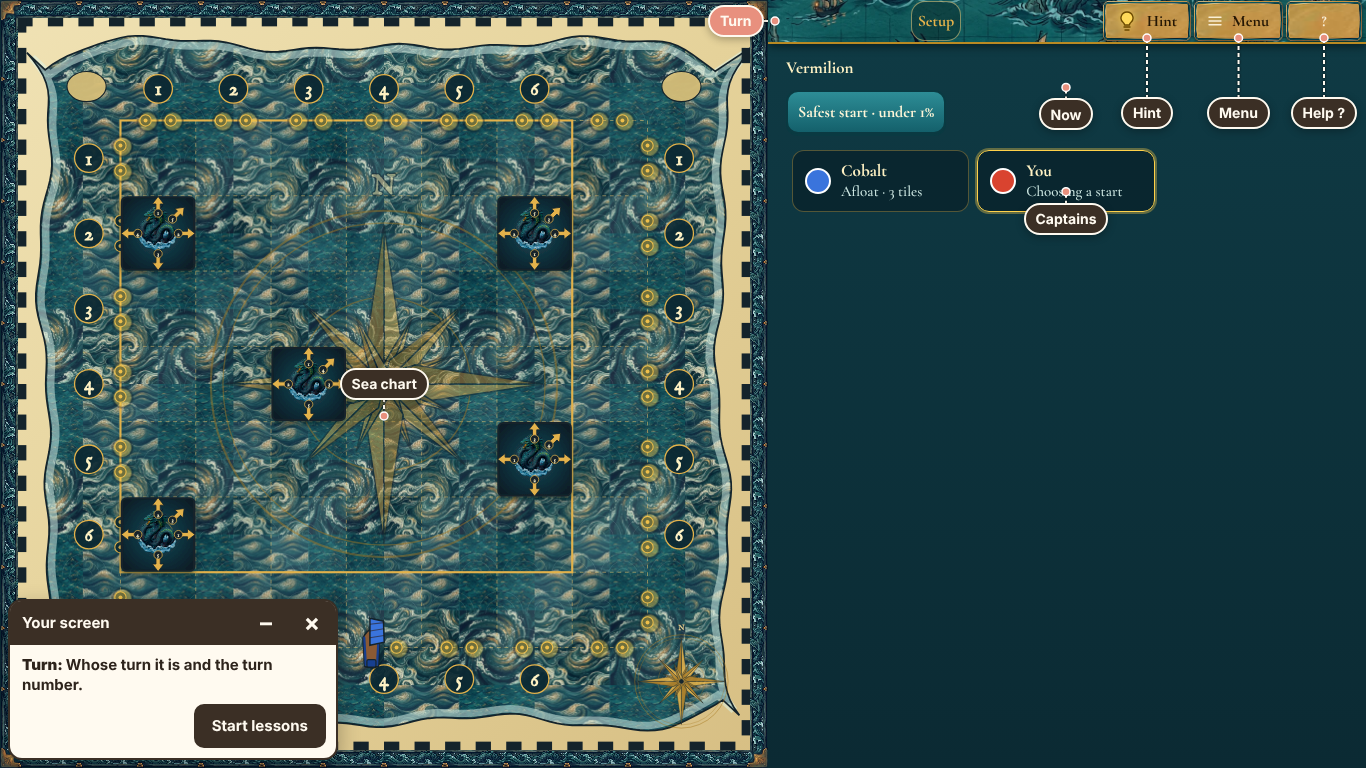 Turn
Setup
Hint
Menu
?
Vermilion
Safest start · under 1%
Now
Hint
Menu
Help ?
Cobalt
Afloat · 3 tiles
You
Choosing a start
Captains
1 2 3 4 5 6
1 1
2 2
3 3
4 4
5 5
6 6
N
Sea chart
N
4 5 6
Your screen
Turn: Whose turn it is and the turn
number.
Start lessons